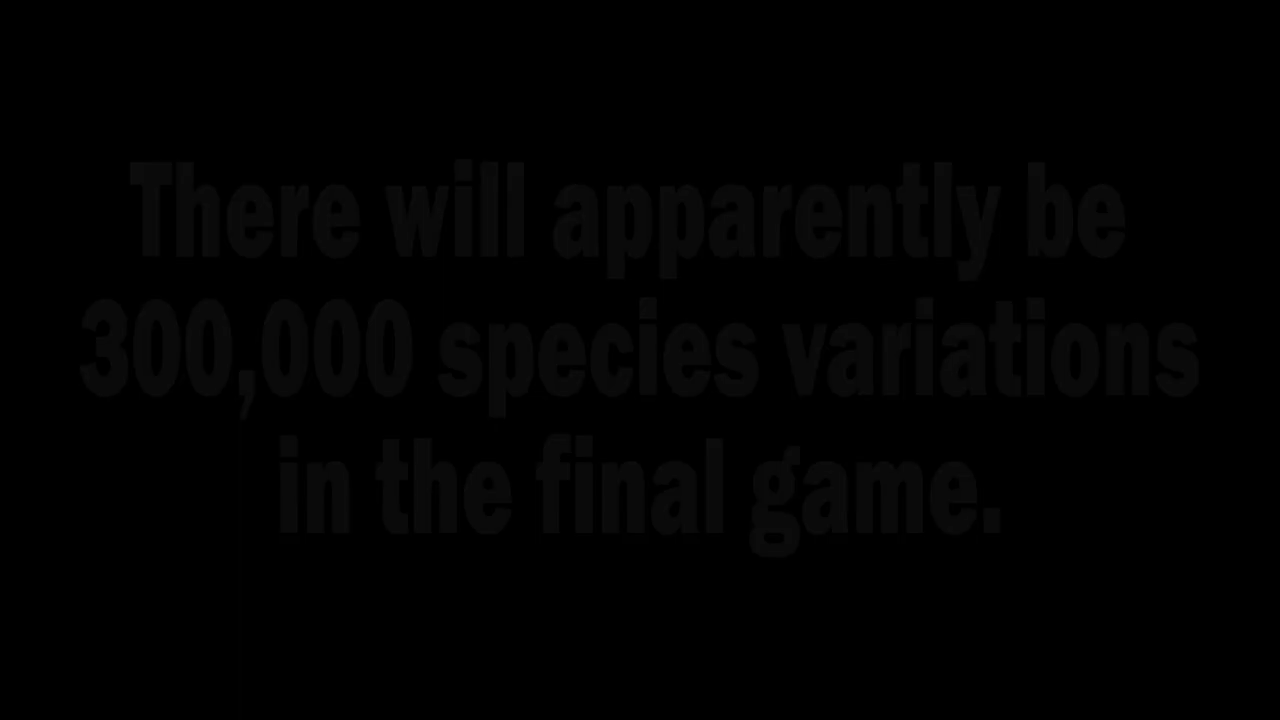 There will apparently be
300,000 species variations
in the final game.